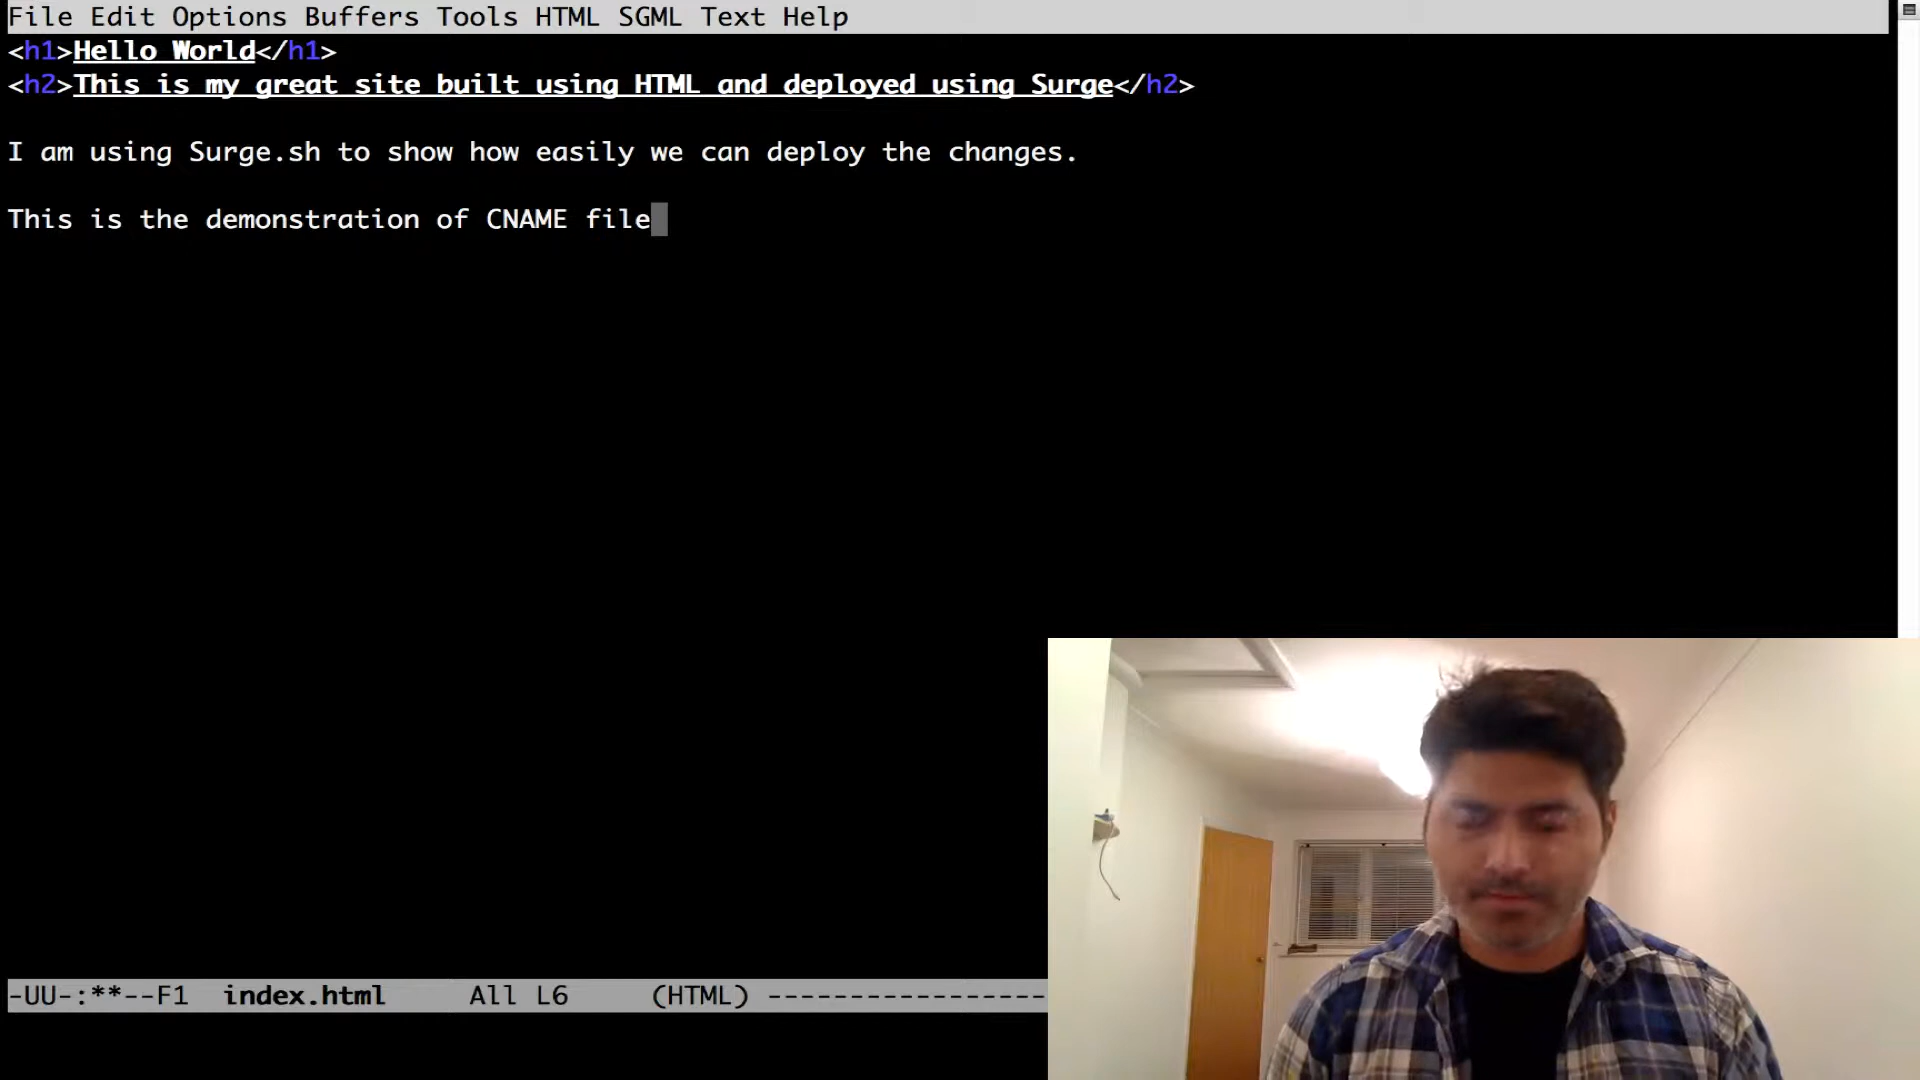 File Edit Options Buffers Tools HTML SGML Text Help
<h1>Hello World</h1>
<h2>This is my great site built using HTML and deployed using Surge</h2>
I am using Surge.sh to show how easily we can deploy the changes.
This is the demonstration of CNAME file
-UU-:**--F1  index.html     All L6     (HTML) -----------------